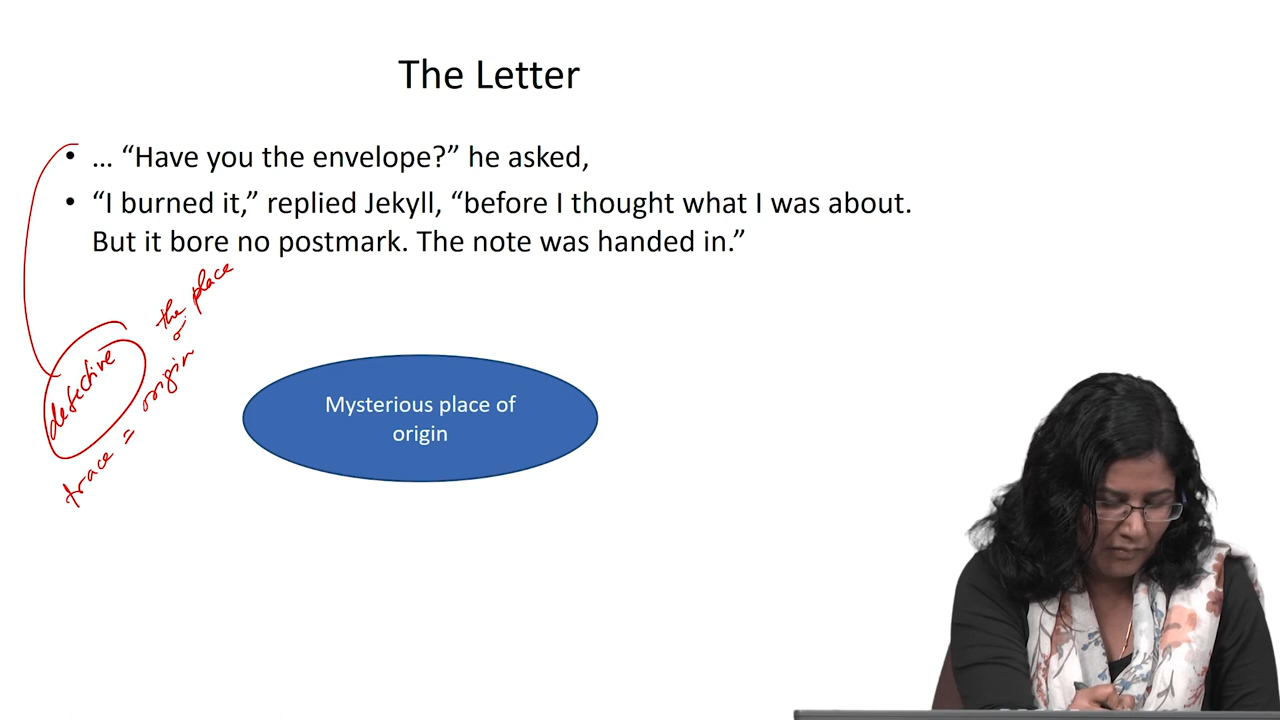 The Letter
• … “Have you the envelope?” he asked,
• “I burned it,” replied Jekyll, “before I thought what I was about.
But it bore no postmark. The note was handed in.”
the place
detective
origin
trace =
Mysterious place of
origin